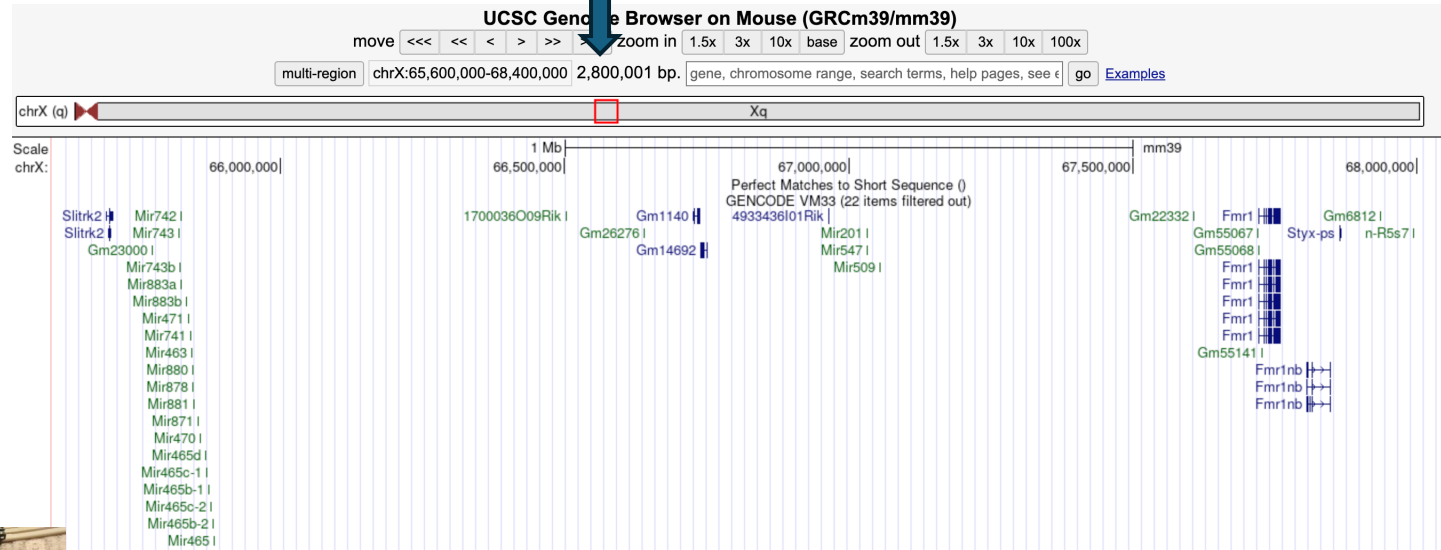 UCSC Genome Browser on Mouse (GRCm39/mm39)
move <<< << < > >> > zoom in 1.5x 3x 10x base zoom out 1.5x 3x 10x 100x
multi-region chrX:65,600,000-68,400,000 2,800,001 bp. gene, chromosome range, search terms, help pages, see e go Examples
chrX (q) Xq
Scale 1 Mb mm39
chrX: 66,000,000 66,500,000 67,000,000 67,500,000 68,000,000
Perfect Matches to Short Sequence ()
GENCODE VM33 (22 items filtered out)
Slitrk2 Mir742 1700036O09Rik Gm1140 4933436I01Rik Gm22332 Fmr1 Gm6812
Slitrk2 Mir743 Gm26276 Mir201 Gm55067 Styx-ps n-R5s7
Gm23000 Gm14692 Mir547 Gm55068
Mir743b Mir509 Fmr1
Mir883a Fmr1
Mir883b Fmr1
Mir471 Fmr1
Mir741 Fmr1
Mir463 Gm55141
Mir880 Fmr1nb
Mir878 Fmr1nb
Mir881 Fmr1nb
Mir871
Mir470
Mir465d
Mir465c-1
Mir465b-1
Mir465c-2
Mir465b-2
Mir465